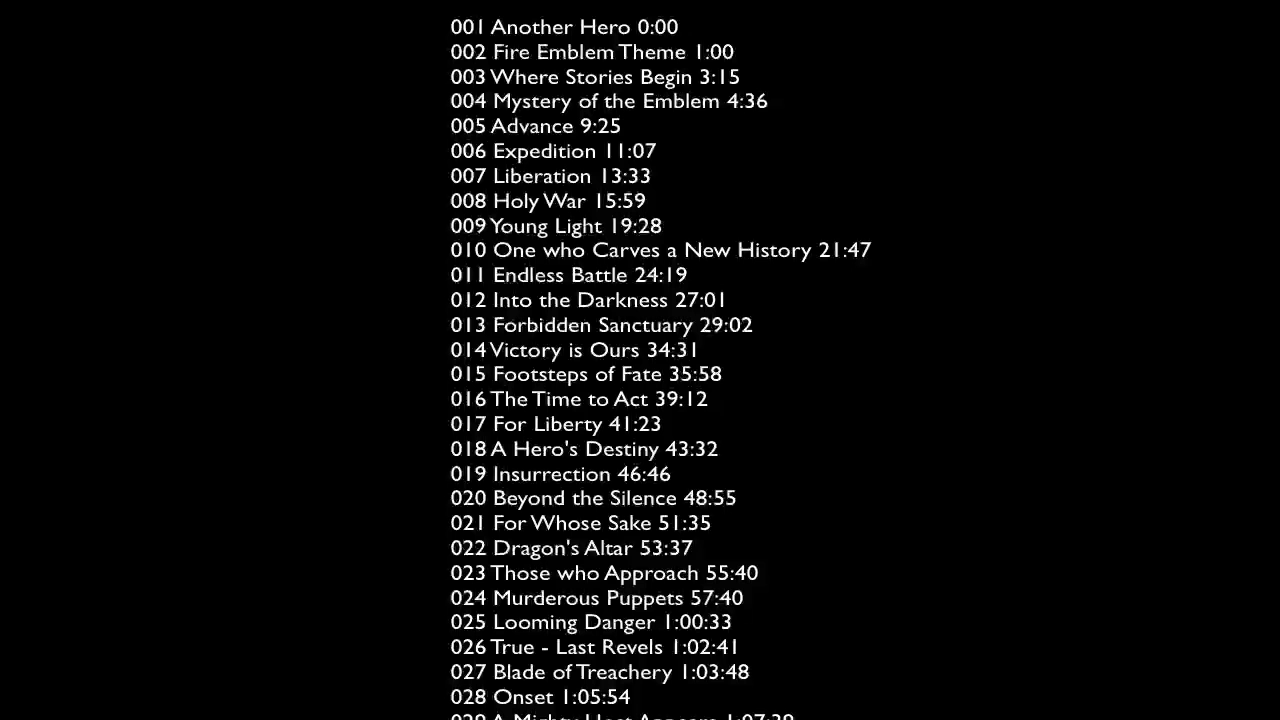 001 Another Hero 0:00
002 Fire Emblem Theme 1:00
003 Where Stories Begin 3:15
004 Mystery of the Emblem 4:36
005 Advance 9:25
006 Expedition 11:07
007 Liberation 13:33
008 Holy War 15:59
009 Young Light 19:28
010 One who Carves a New History 21:47
011 Endless Battle 24:19
012 Into the Darkness 27:01
013 Forbidden Sanctuary 29:02
014 Victory is Ours 34:31
015 Footsteps of Fate 35:58
016 The Time to Act 39:12
017 For Liberty 41:23
018 A Hero's Destiny 43:32
019 Insurrection 46:46
020 Beyond the Silence 48:55
021 For Whose Sake 51:35
022 Dragon's Altar 53:37
023 Those who Approach 55:40
024 Murderous Puppets 57:40
025 Looming Danger 1:00:33
026 True - Last Revels 1:02:41
027 Blade of Treachery 1:03:48
028 Onset 1:05:54
029 A Mighty Host Appears